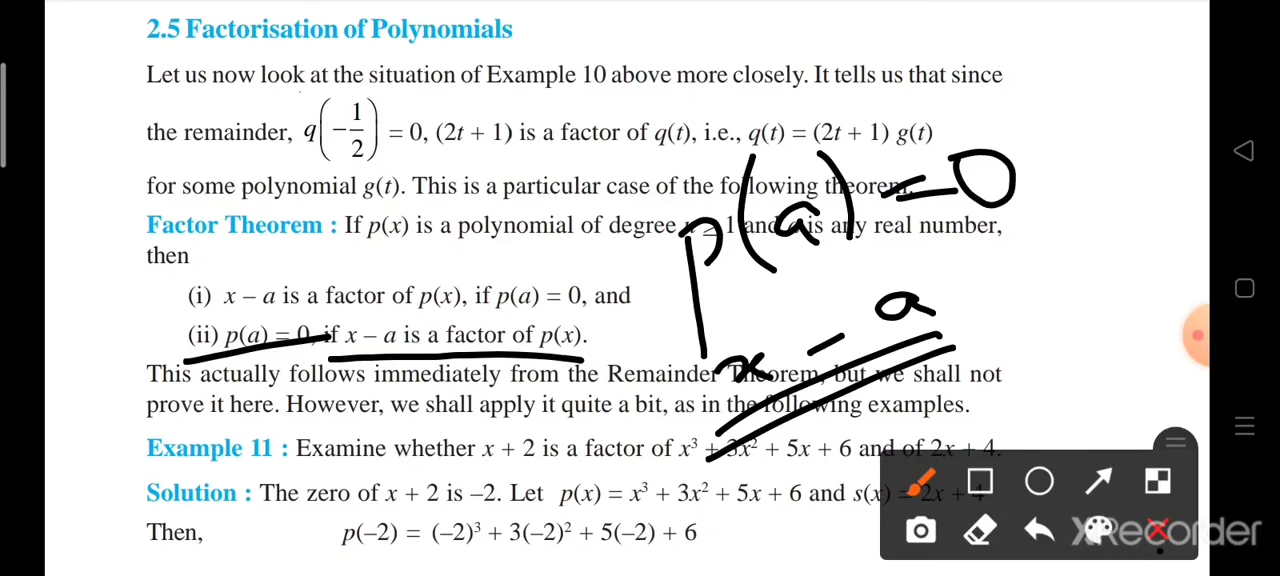 2.5 Factorisation of Polynomials
Let us now look at the situation of Example 10 above more closely. It tells us that since
the remainder, q(-1/2) = 0, (2t + 1) is a factor of q(t), i.e., q(t) = (2t + 1) g(t)
for some polynomial g(t). This is a particular case of the following theorem.
p(a)=0
Factor Theorem : If p(x) is a polynomial of degree ≥ 1 and is any real number,
then
(i) x – a is a factor of p(x), if p(a) = 0, and
(ii) p(a) = 0, if x – a is a factor of p(x).
x – a
This actually follows immediately from the Remainder Theorem, but we shall not
prove it here. However, we shall apply it quite a bit, as in the following examples.
Example 11 : Examine whether x + 2 is a factor of x³ + 3x² + 5x + 6 and of 2x + 4.
Solution : The zero of x + 2 is –2. Let p(x) = x³ + 3x² + 5x + 6 and s(x) = 2x + 4
Then, p(–2) = (–2)³ + 3(–2)² + 5(–2) + 6
XRecorder